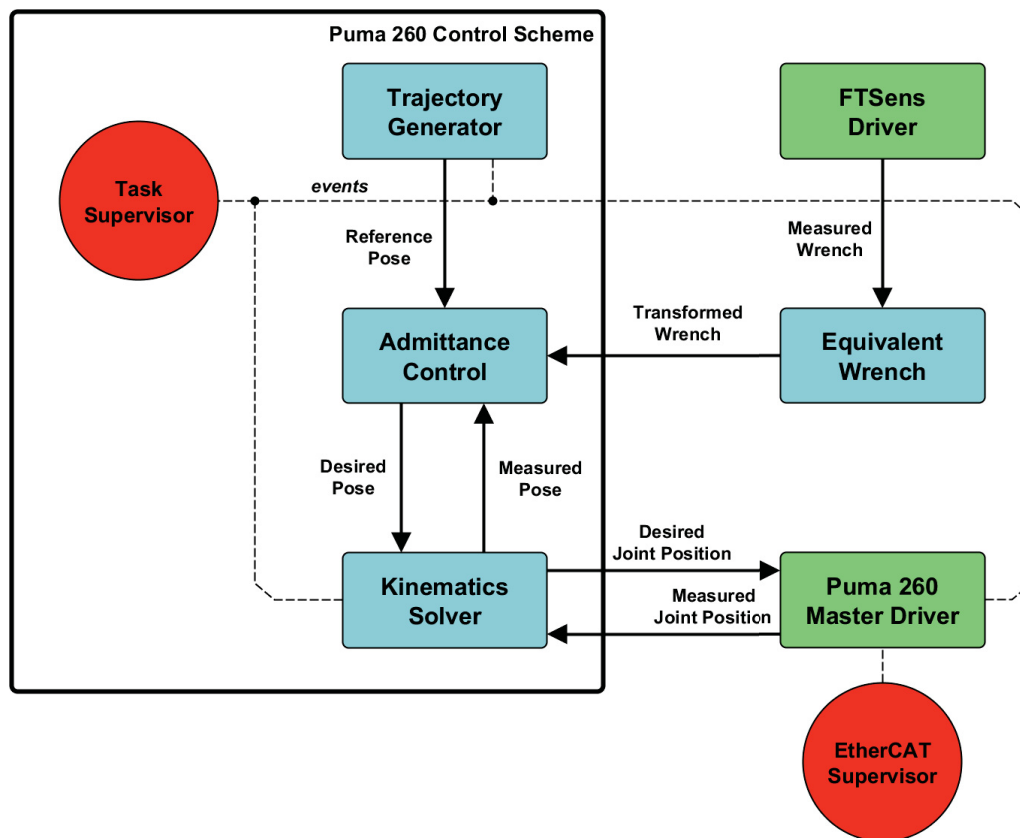 Puma 260 Control Scheme
Trajectory
Generator
FTSens
Driver
Task
Supervisor
events
Reference
Pose
Measured
Wrench
Admittance
Control
Transformed
Wrench
Equivalent
Wrench
Desired
Pose
Measured
Pose
Desired
Joint Position
Kinematics
Solver
Measured
Joint Position
Puma 260
Master Driver
EtherCAT
Supervisor